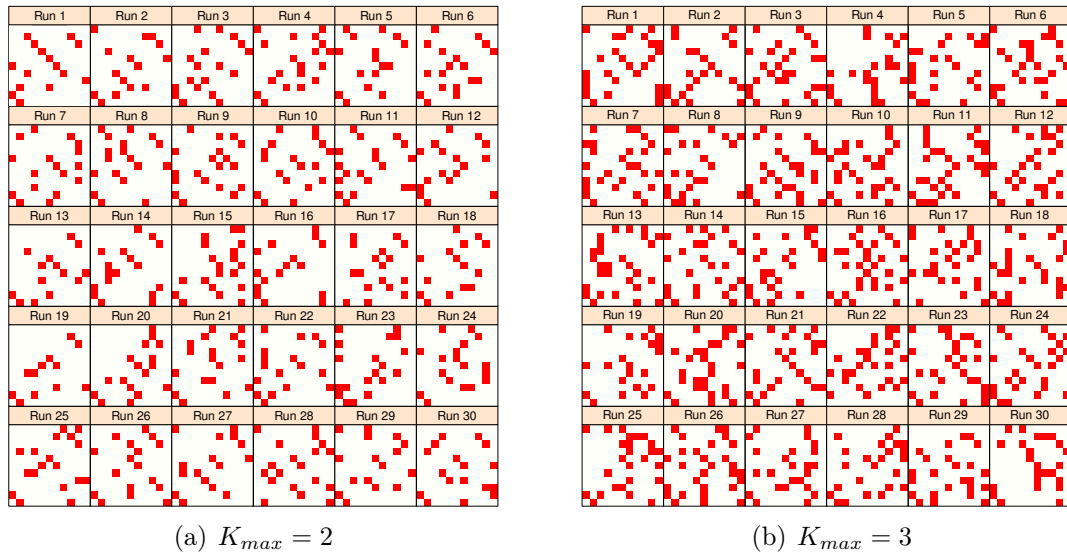 Run 1 Run 2 Run 3 Run 4 Run 5 Run 6 Run 1 Run 2 Run 3 Run 4 Run 5 Run 6
Run 7 Run 8 Run 9 Run 10 Run 11 Run 12 Run 7 Run 8 Run 9 Run 10 Run 11 Run 12
Run 13 Run 14 Run 15 Run 16 Run 17 Run 18 Run 13 Run 14 Run 15 Run 16 Run 17 Run 18
Run 19 Run 20 Run 21 Run 22 Run 23 Run 24 Run 19 Run 20 Run 21 Run 22 Run 23 Run 24
Run 25 Run 26 Run 27 Run 28 Run 29 Run 30 Run 25 Run 26 Run 27 Run 28 Run 29 Run 30
(a) K_{max} = 2 (b) K_{max} = 3